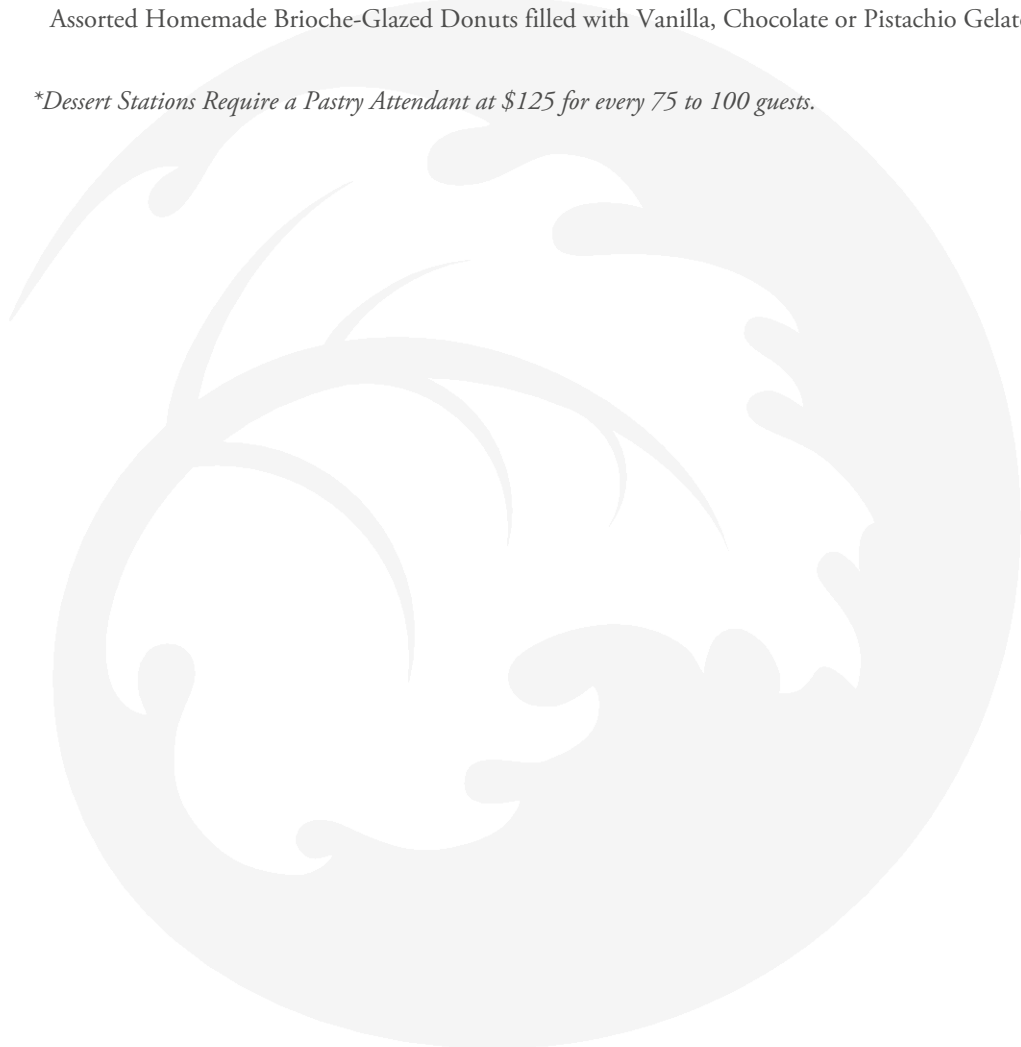 Assorted Homemade Brioche-Glazed Donuts filled with Vanilla, Chocolate or Pistachio Gelat
*Dessert Stations Require a Pastry Attendant at $125 for every 75 to 100 guests.